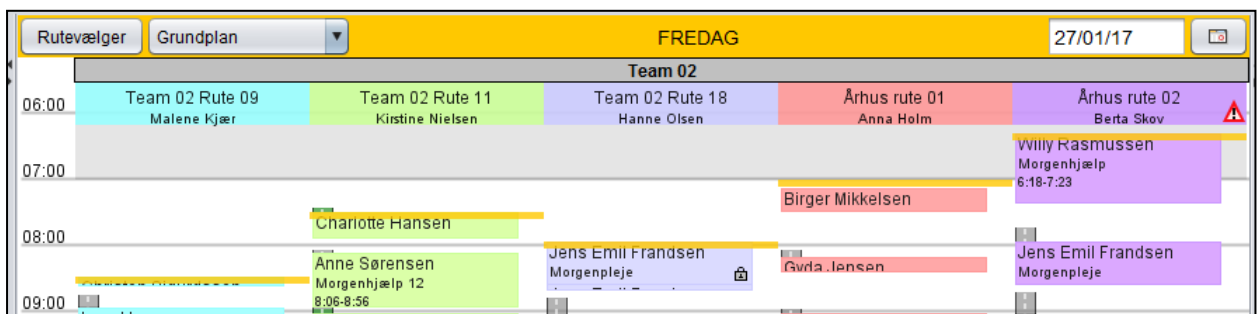 Rutevælger Grundplan FREDAG 27/01/17
Team 02
Team 02 Rute 09 Team 02 Rute 11 Team 02 Rute 18 Århus rute 01 Århus rute 02
06:00
Malene Kjær Kirstine Nielsen Hanne Olsen Anna Holm Berta Skov
Willy Rasmussen
Morgenhjælp
07:00
6:18-7:23
Birger Mikkelsen
Charlotte Hansen
08:00
Jens Emil Frandsen Jens Emil Frandsen
Anne Sørensen Gyda Jensen
Morgenpleje Morgenpleje
Morgenhjælp 12
09:00 8:06-8:56